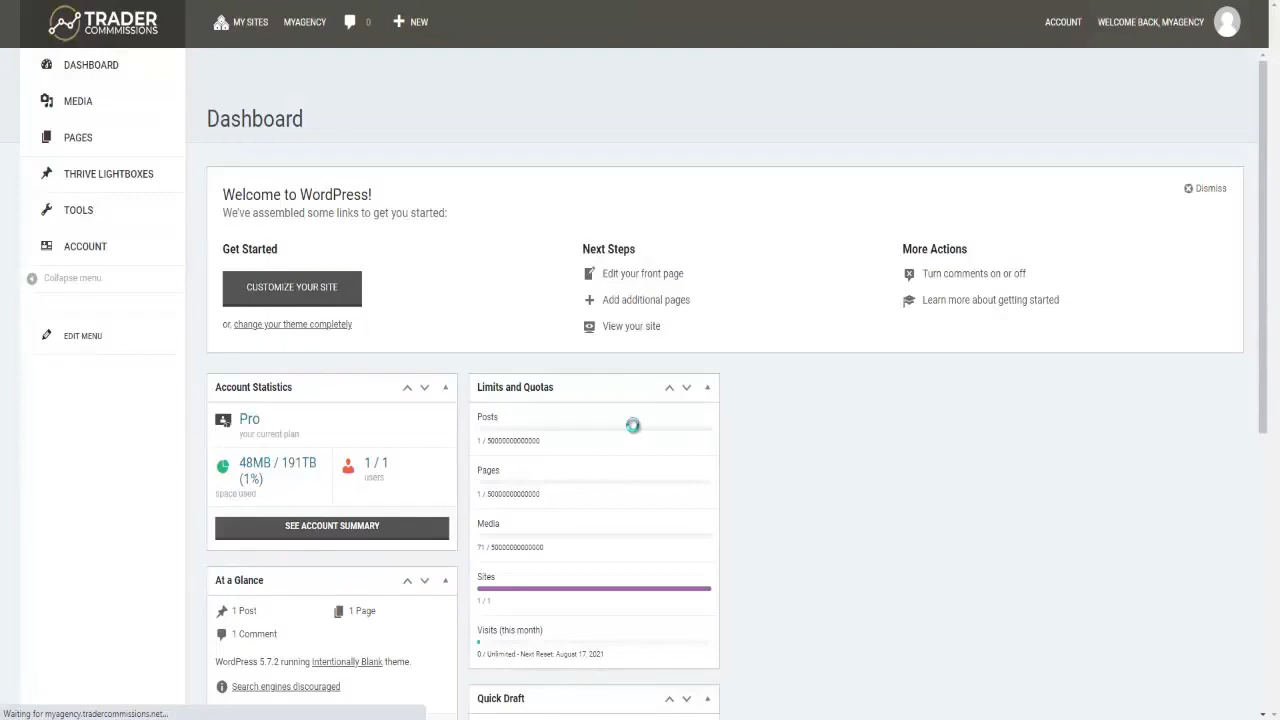 TRADER
COMMMISSIONS
MY SITES MYAGENCY 0 NEW
ACCOUNT WELCOME BACK, MYAGENCY
DASHBOARD
MEDIA
PAGES
THRIVE LIGHTBOXES
TOOLS
ACCOUNT
Collapse menu
EDIT MENU
Dashboard
Welcome to WordPress!
We've assembled some links to get you started:
Dismiss
Get Started
CUSTOMIZE YOUR SITE
or, change your theme completely
Next Steps
Edit your front page
Add additional pages
View your site
More Actions
Turn comments on or off
Learn more about getting started
Account Statistics
Pro
your current plan
48MB / 191TB
(1%)
space used
1 / 1
users
SEE ACCOUNT SUMMARY
At a Glance
1 Post
1 Page
1 Comment
WordPress 5.7.2 running Intentionally Blank theme.
Search engines discouraged
Limits and Quotas
Posts
1 / 50000000000000
Pages
1 / 50000000000000
Media
71 / 50000000000000
Sites
1 / 1
Visits (this month)
0 / Unlimited - Next Reset: August 17, 2021
Quick Draft
Waiting for myagency.tradercommissions.net...